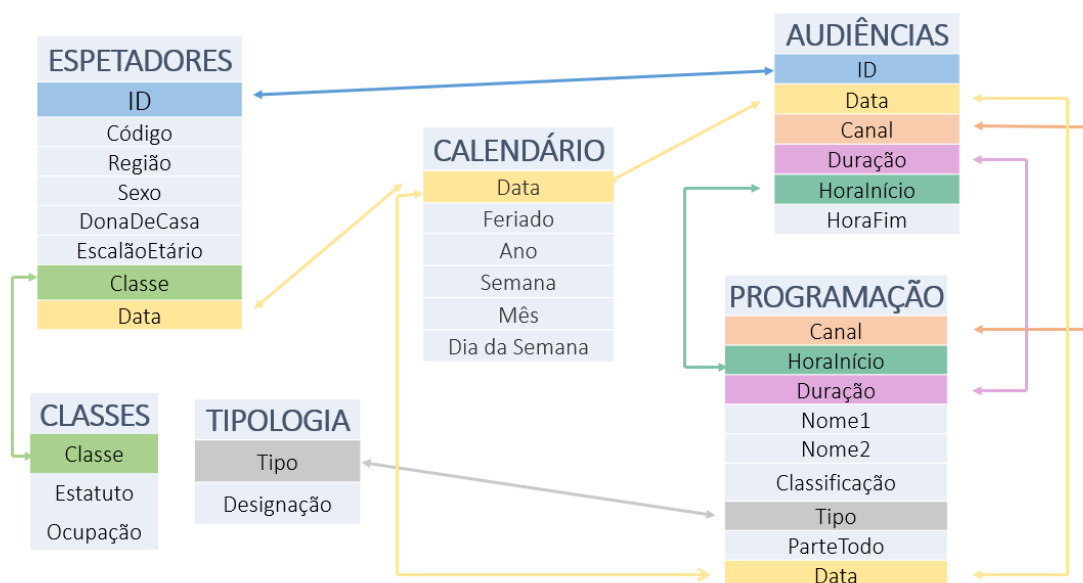 ESPETADORES
ID
Código
Região
Sexo
DonaDeCasa
EscalãoEtário
Classe
Data
CLASSES
Classe
Estatuto
Ocupação
TIPOLOGIA
Tipo
Designação
CALENDÁRIO
Data
Feriado
Ano
Semana
Mês
Dia da Semana
AUDIÊNCIAS
ID
Data
Canal
Duração
HoraInício
HoraFim
PROGRAMAÇÃO
Canal
HoraInício
Duração
Nome1
Nome2
Classificação
Tipo
ParteTodo
Data